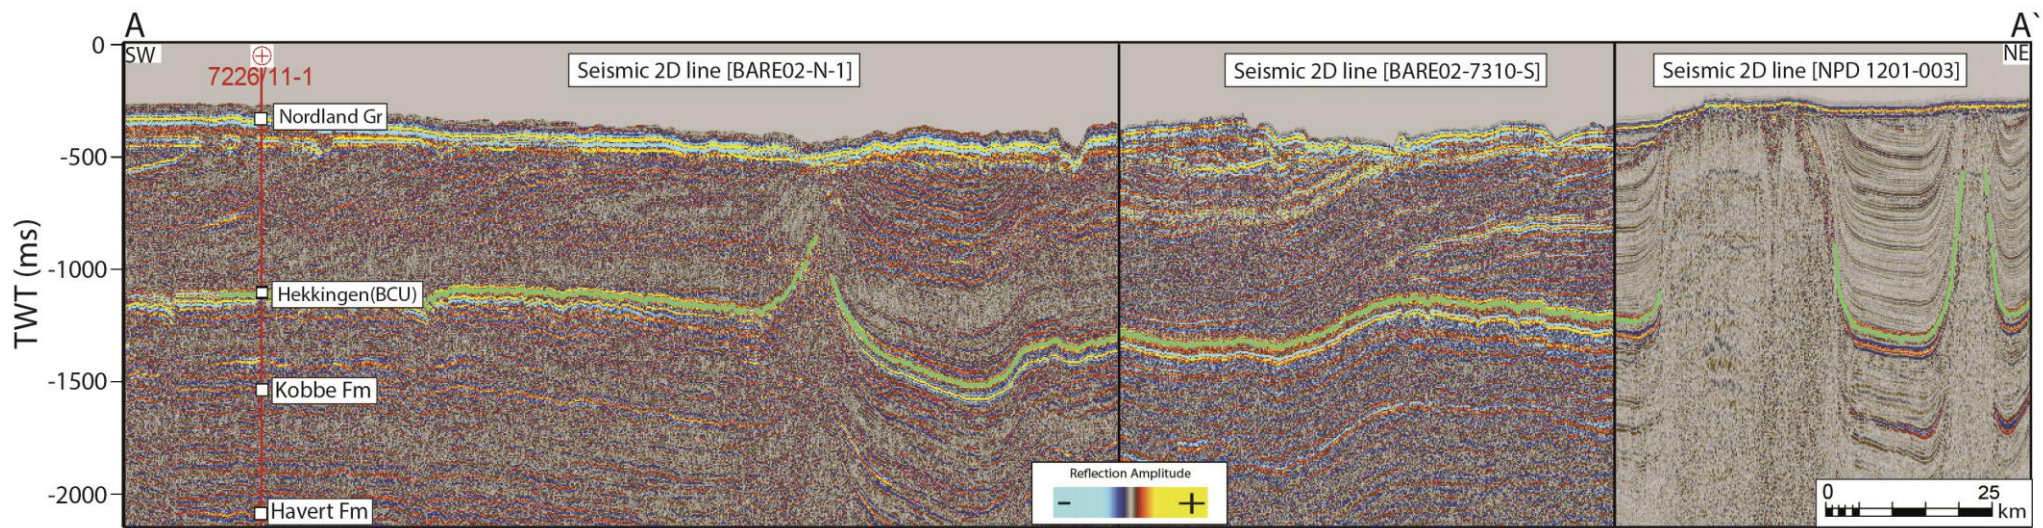 A
A`
SW
NE
0
-500
-1000
-1500
-2000
TWT (ms)
7226/11-1
Seismic 2D line [BARE02-N-1]
Seismic 2D line [BARE02-7310-S]
Seismic 2D line [NPD 1201-003]
Nordland Gr
Hekkingen(BCU)
Kobbe Fm
Havert Fm
Reflection Amplitude
- +
0 25
km